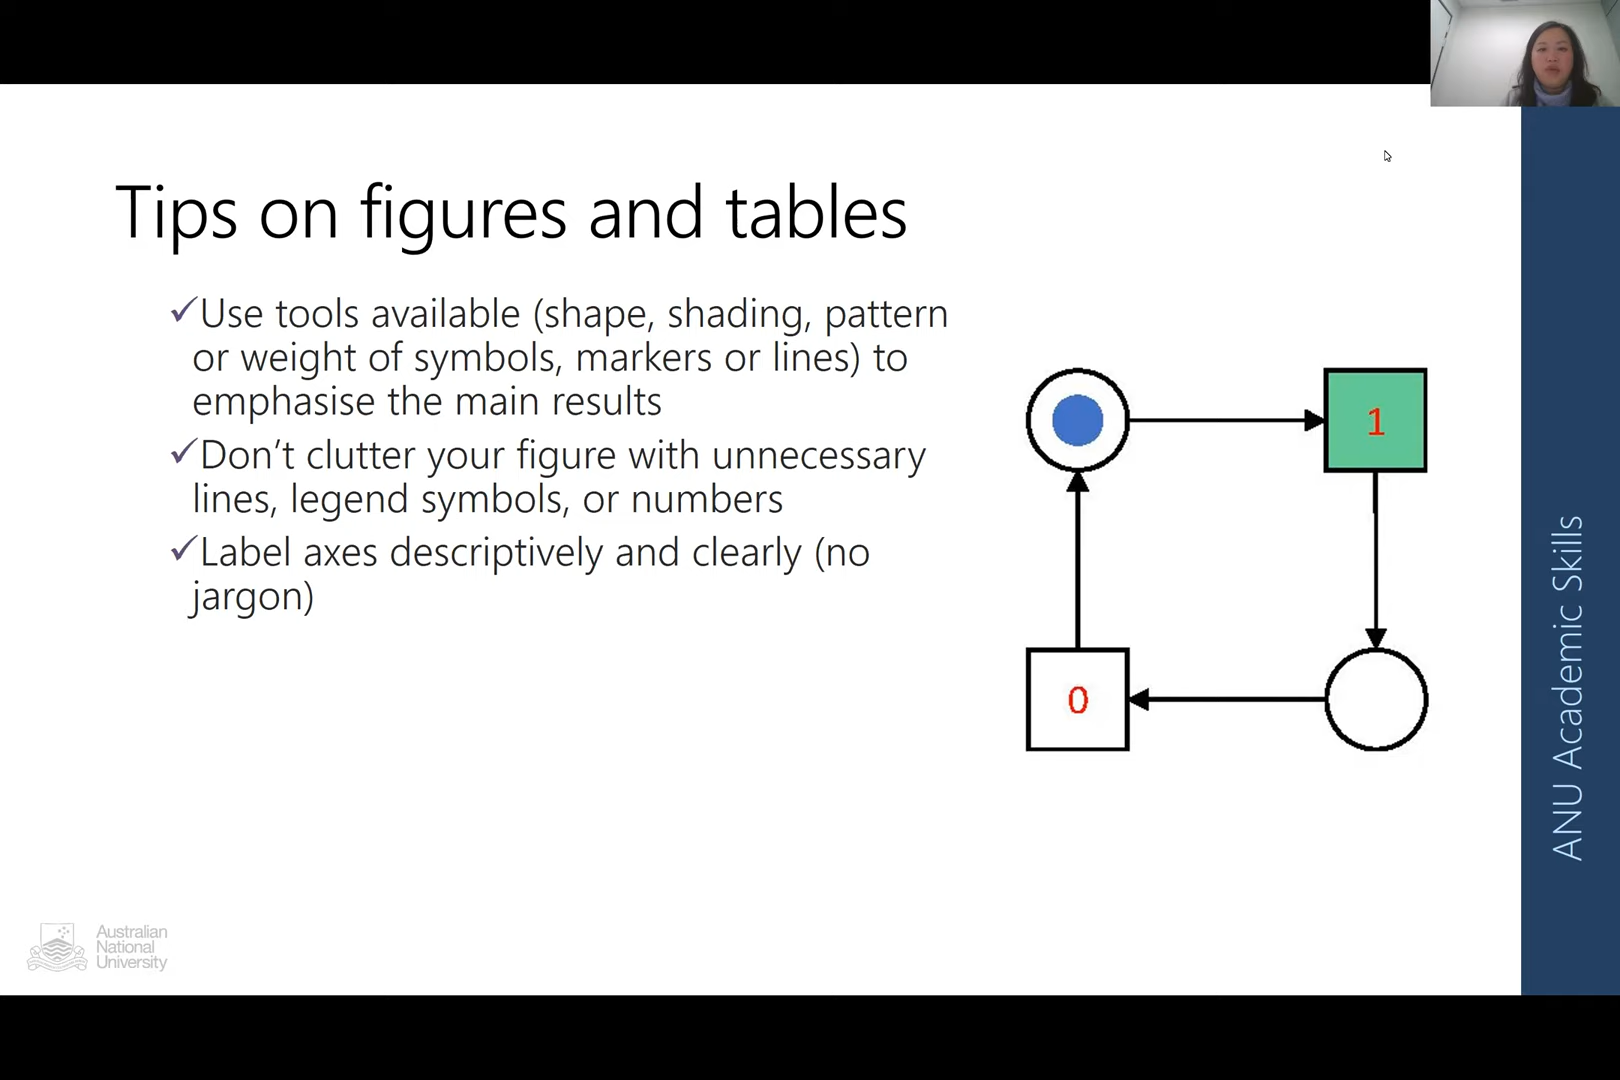 Tips on figures and tables
✓Use tools available (shape, shading, pattern
or weight of symbols, markers or lines) to
emphasise the main results
✓Don’t clutter your figure with unnecessary
lines, legend symbols, or numbers
✓Label axes descriptively and clearly (no
jargon)
1
0
ANU Academic Skills
Australian
National
University